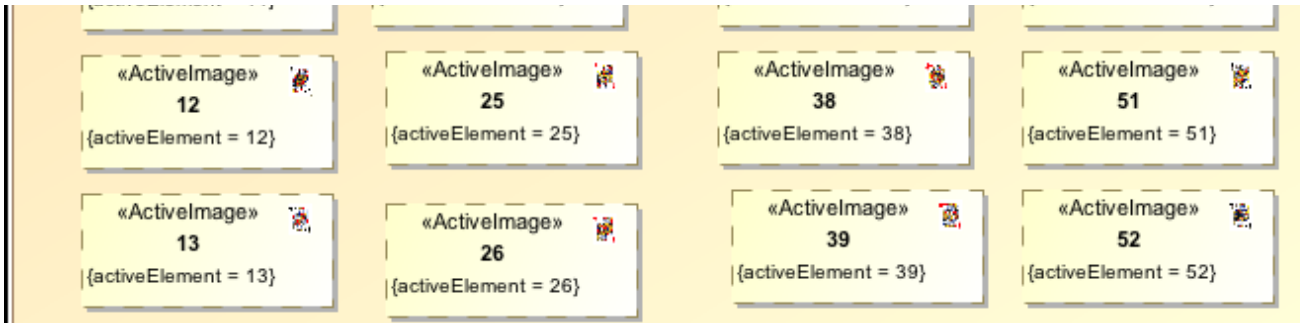 «ActiveImage»
12
{activeElement = 12}
«ActiveImage»
25
{activeElement = 25}
«ActiveImage»
38
{activeElement = 38}
«ActiveImage»
51
{activeElement = 51}
«ActiveImage»
13
{activeElement = 13}
«ActiveImage»
26
{activeElement = 26}
«ActiveImage»
39
{activeElement = 39}
«ActiveImage»
52
{activeElement = 52}